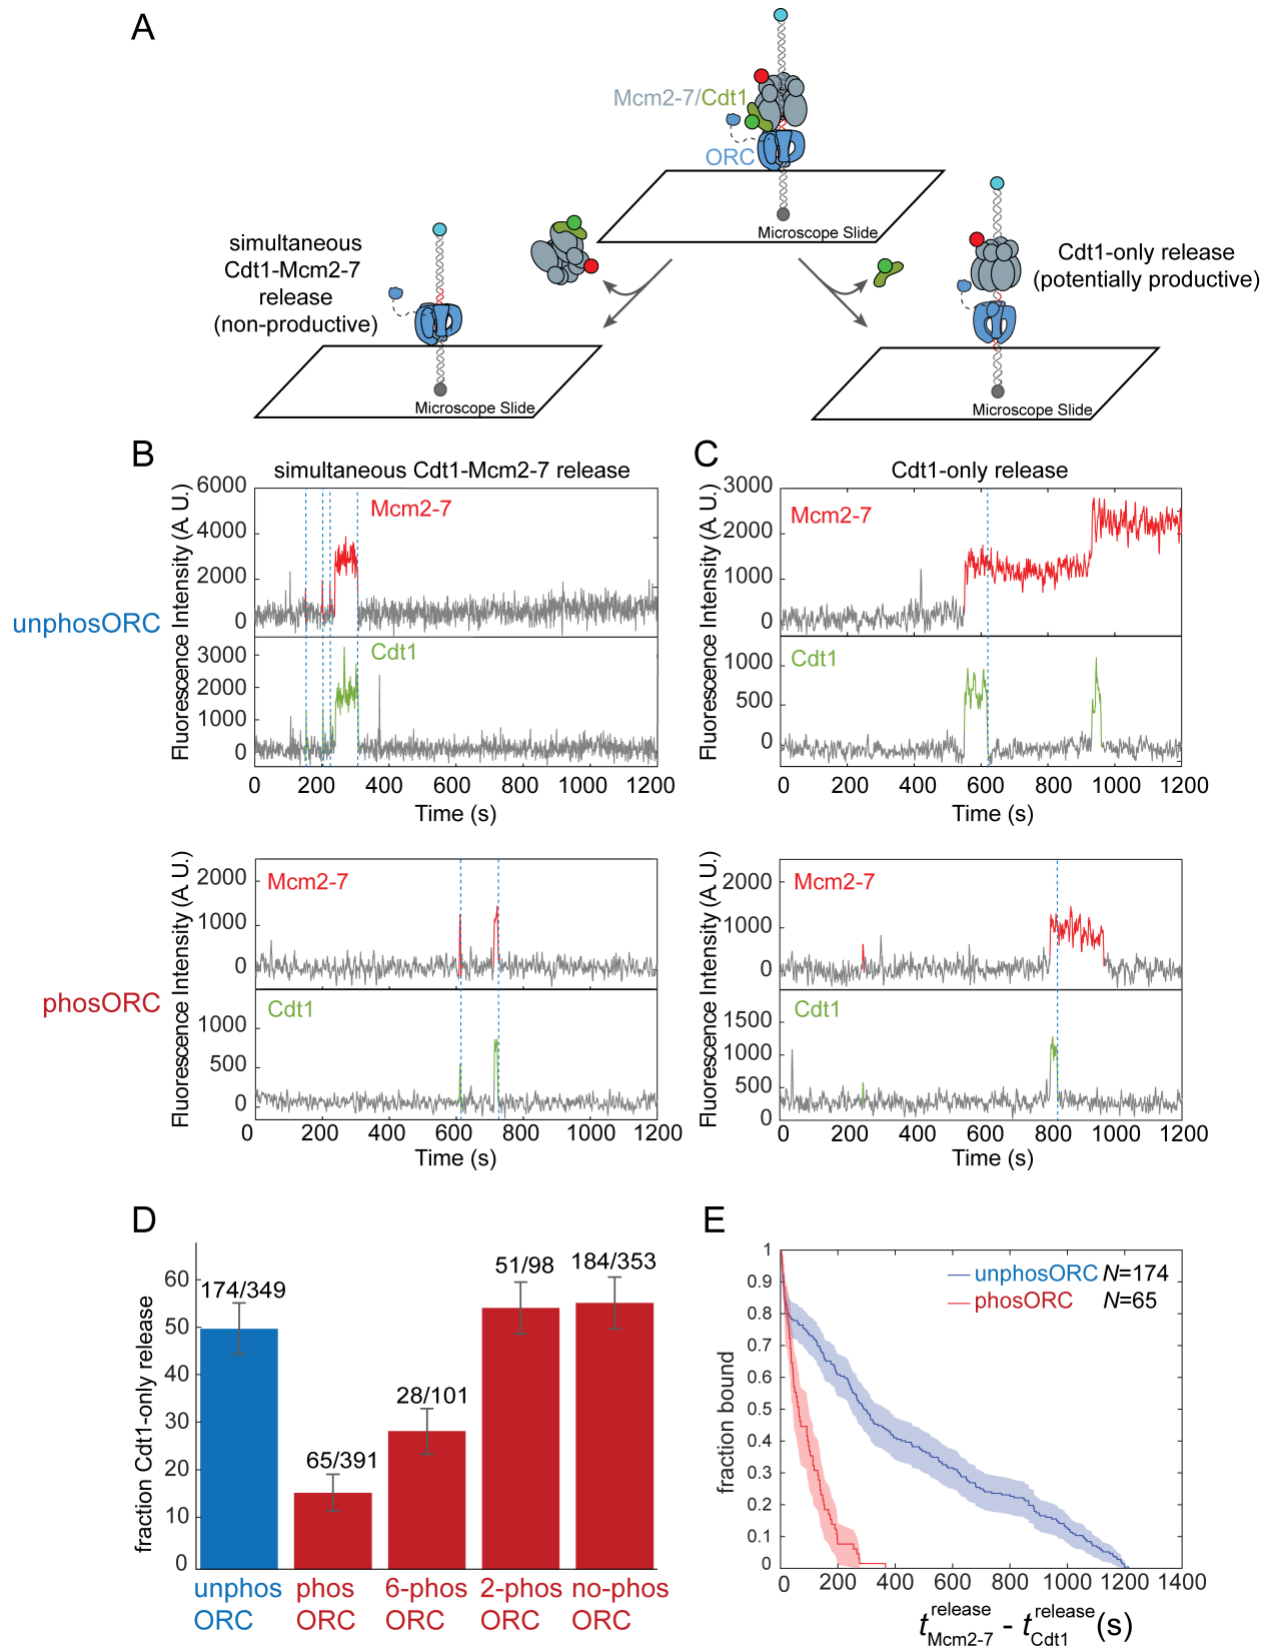 A
Mcm2-7/Cdt1
ORC
Microscope Slide
simultaneous
Cdt1-Mcm2-7
release
(non-productive)
Microscope Slide
Cdt1-only release
(potentially productive)
Microscope Slide
B
simultaneous Cdt1-Mcm2-7 release
C
Cdt1-only release
unphosORC
Fluorescence Intensity (A.U.)
6000
4000
2000
0
Mcm2-7
3000
2000
1000
0
Cdt1
0 200 400 600 800 1000 1200
Time (s)
Fluorescence Intensity (A.U.)
3000
2000
1000
0
Mcm2-7
1000
500
0
Cdt1
0 200 400 600 800 1000 1200
Time (s)
phosORC
Fluorescence Intensity (A.U.)
2000
1000
0
Mcm2-7
1000
500
0
Cdt1
0 200 400 600 800 1000 1200
Time (s)
Fluorescence Intensity (A.U.)
2000
1000
0
Mcm2-7
1500
1000
500
0
Cdt1
0 200 400 600 800 1000 1200
Time (s)
D
fraction Cdt1-only release
60
50
40
30
20
10
0
174/349
65/391
28/101
51/98
184/353
unphos phos 6-phos 2-phos no-phos
ORC ORC ORC ORC ORC
E
fraction bound
1
0.9
0.8
0.7
0.6
0.5
0.4
0.3
0.2
0.1
0
unphosORC N=174
phosORC N=65
0 200 400 600 800 1000 1200 1400
t release Mcm2-7 - t release Cdt1 (s)